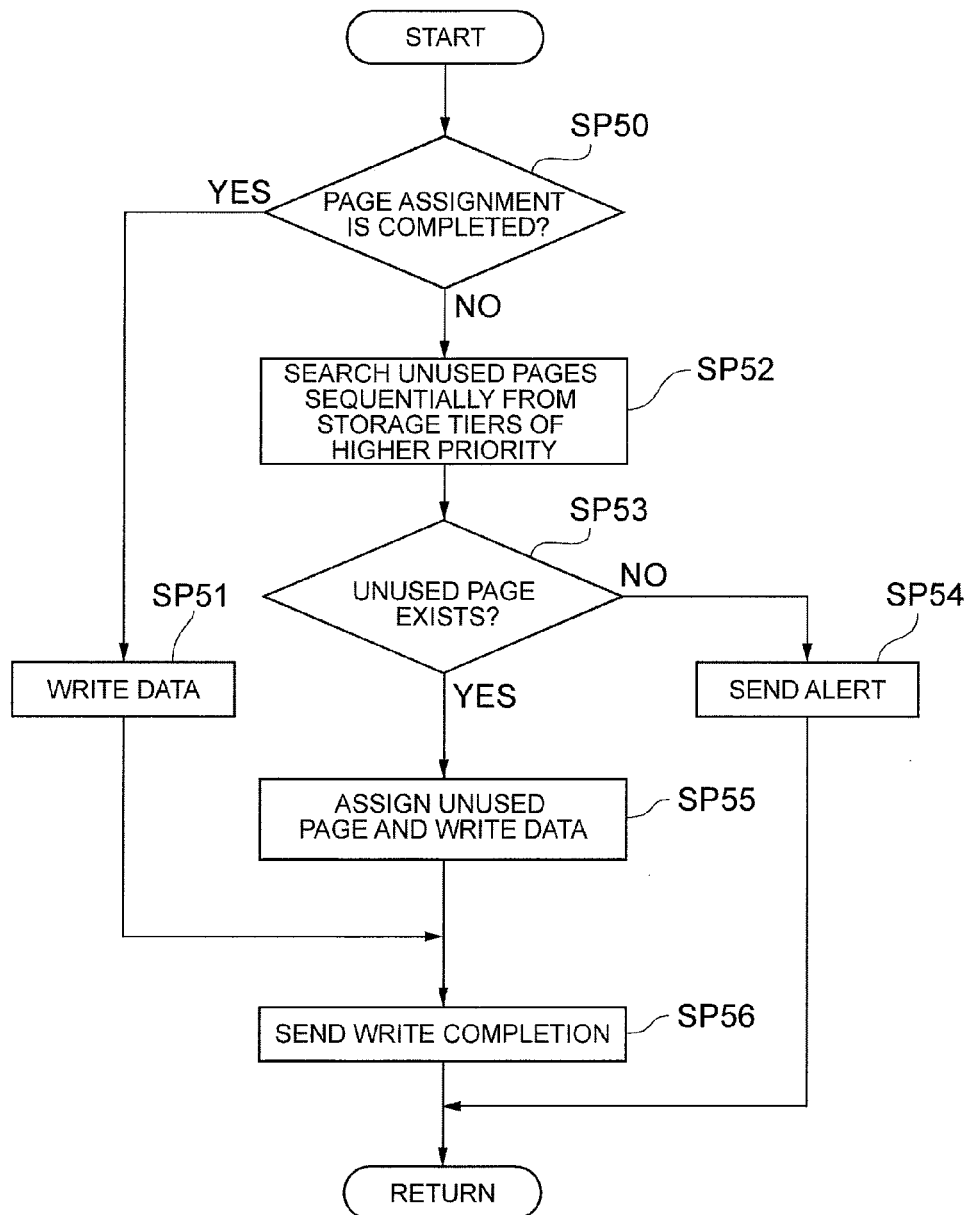 START
SP50
YES
PAGE ASSIGNMENT
IS COMPLETED?
NO
SEARCH UNUSED PAGES
SEQUENTIALLY FROM
STORAGE TIERS OF
HIGHER PRIORITY
SP52
SP53
UNUSED PAGE
EXISTS?
NO
SP51
SP54
WRITE DATA
YES
SEND ALERT
ASSIGN UNUSED
PAGE AND WRITE DATA
SP55
SEND WRITE COMPLETION
SP56
RETURN